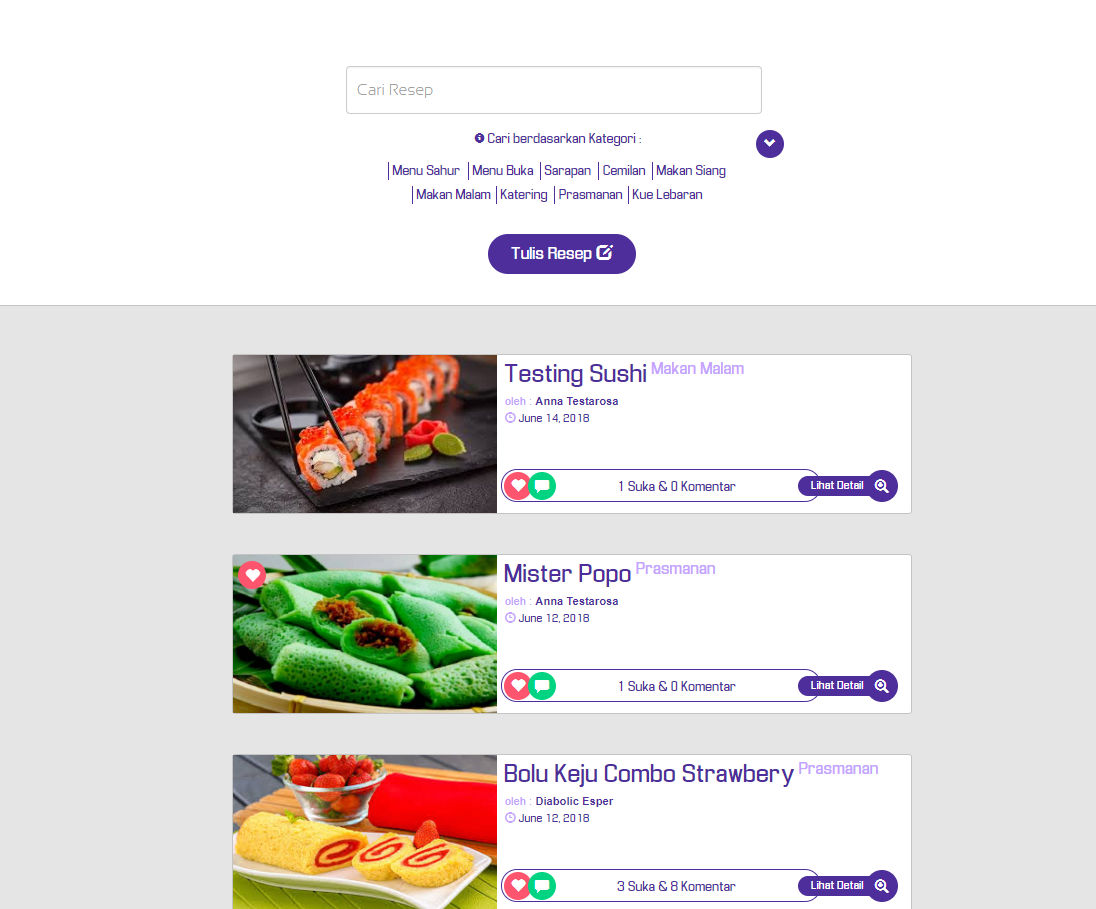 Cari Resep
Cari berdasarkan Kategori :
Menu Sahur Menu Buka Sarapan Cemilan Makan Siang
Makan Malam Katering Prasmanan Kue Lebaran
Tulis Resep
Testing Sushi Makan Malam
oleh : Anna Testarosa
June 14, 2018
1 Suka & 0 Komentar Lihat Detail
Mister Popo Prasmanan
oleh : Anna Testarosa
June 12, 2018
1 Suka & 0 Komentar Lihat Detail
Bolu Keju Combo Strawbery Prasmanan
oleh : Diabolic Esper
June 12, 2018
3 Suka & 8 Komentar Lihat Detail